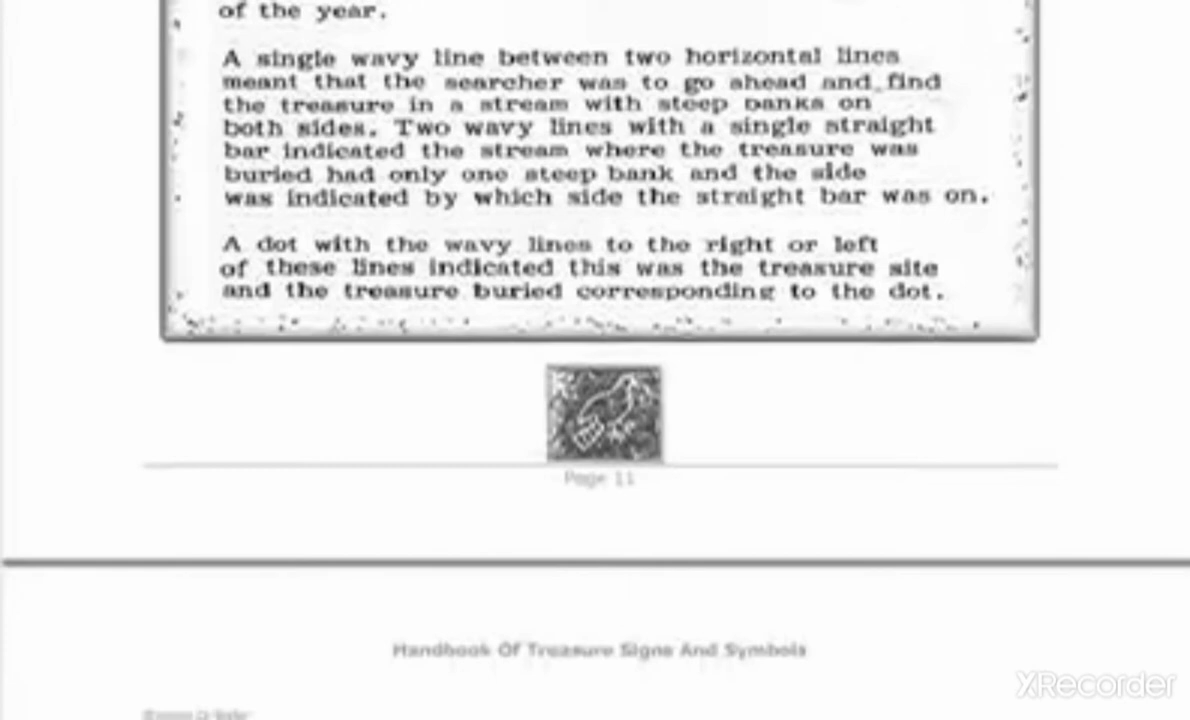 of the year.
A single wavy line between two horizontal lines
meant that the searcher was to go ahead and find
the treasure in a stream with steep banks on
both sides. Two wavy lines with a single straight
bar indicated the stream where the treasure was
buried had only one steep bank and the side
was indicated by which side the straight bar was on.
A dot with the wavy lines to the right or left
of these lines indicated this was the treasure site
and the treasure buried corresponding to the dot.
Page 11
Handbook Of Treasure Signs And Symbols
XRecorder